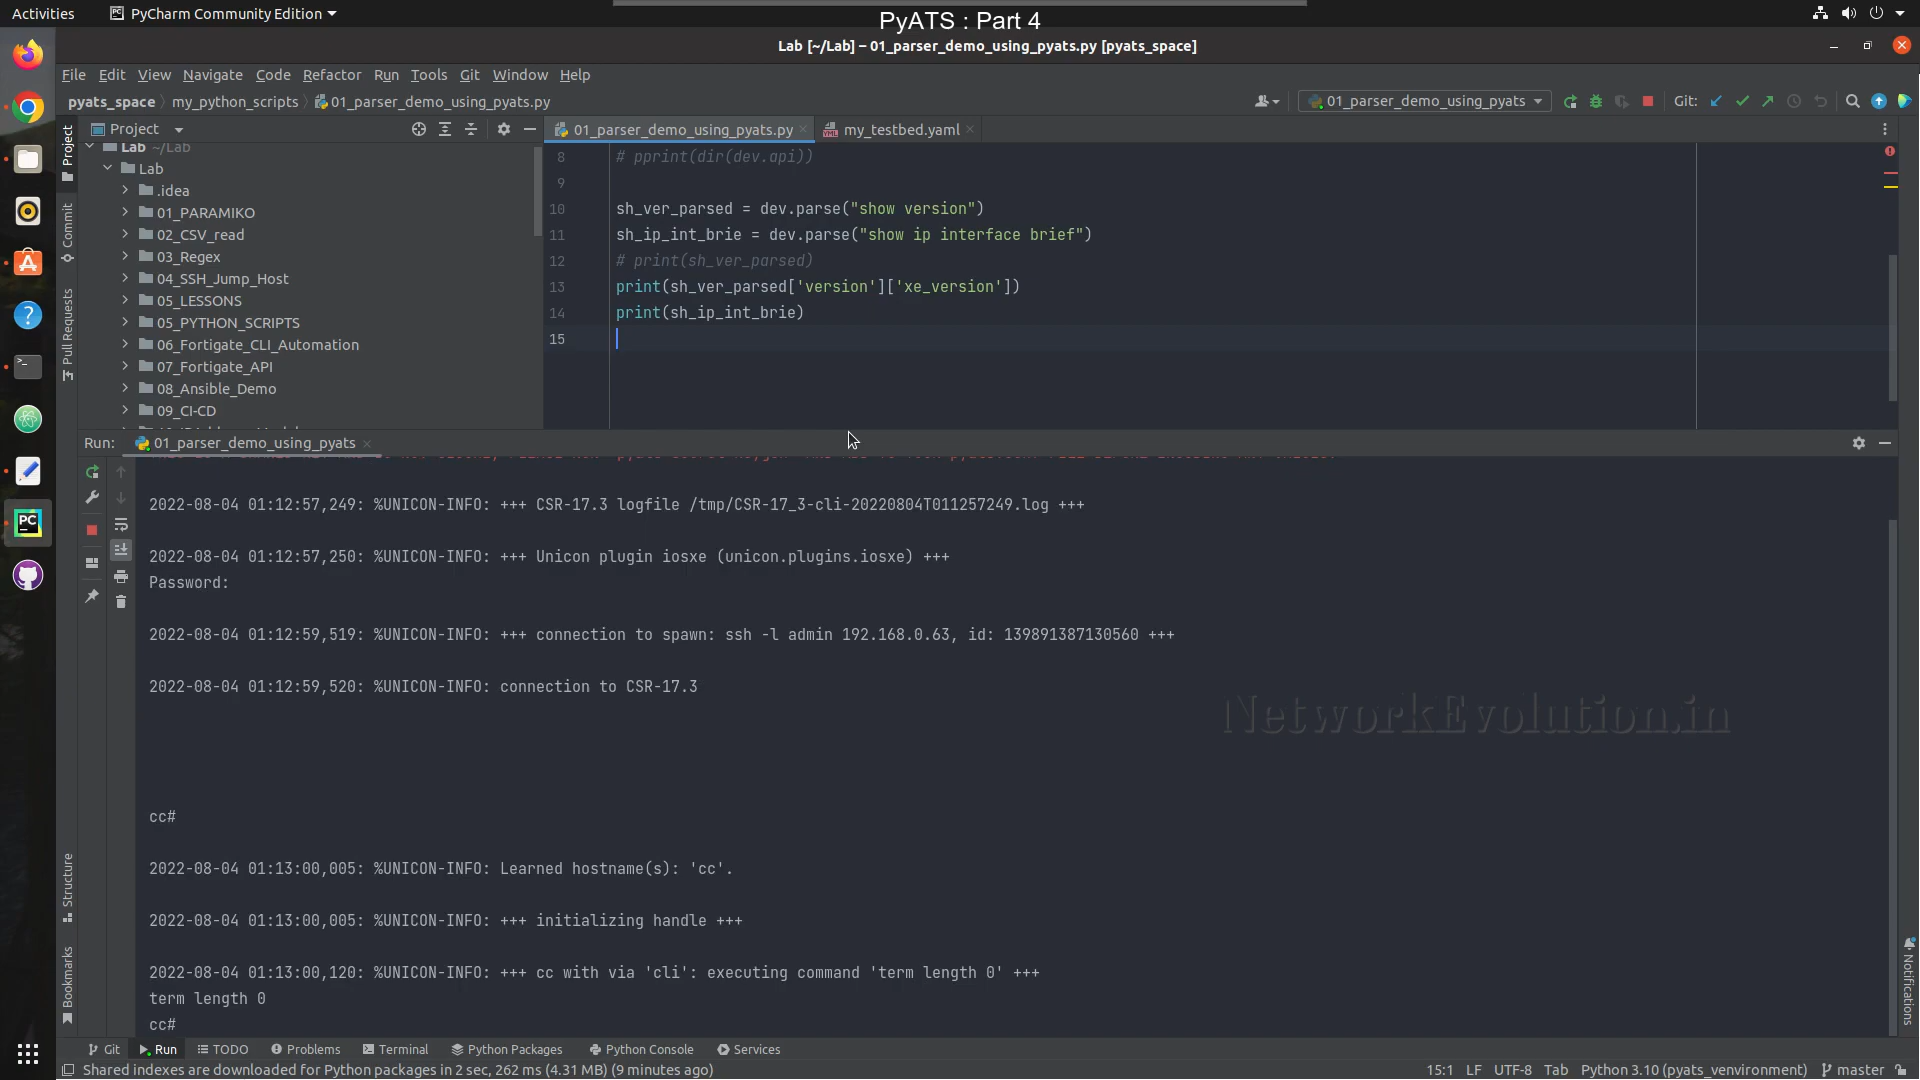 Activities
PyCharm Community Edition
PyATS : Part 4
Lab [~/Lab] – 01_parser_demo_using_pyats.py [pyats_space]
File Edit View Navigate Code Refactor Run Tools Git Window Help
pyats_space my_python_scripts 01_parser_demo_using_pyats.py
01_parser_demo_using_pyats
Git:
Project
01_parser_demo_using_pyats.py
my_testbed.yaml
Project
Commit
Pull Requests
Lab ~/Lab
Lab
.idea
01_PARAMIKO
02_CSV_read
03_Regex
04_SSH_Jump_Host
05_LESSONS
05_PYTHON_SCRIPTS
06_Fortigate_CLI_Automation
07_Fortigate_API
08_Ansible_Demo
09_CI-CD
8 # pprint(dir(dev.api))
9
10 sh_ver_parsed = dev.parse("show version")
11 sh_ip_int_brie = dev.parse("show ip interface brief")
12 # print(sh_ver_parsed)
13 print(sh_ver_parsed['version']['xe_version'])
14 print(sh_ip_int_brie)
15
Run: 01_parser_demo_using_pyats
2022-08-04 01:12:57,249: %UNICON-INFO: +++ CSR-17.3 logfile /tmp/CSR-17_3-cli-20220804T011257249.log +++
2022-08-04 01:12:57,250: %UNICON-INFO: +++ Unicon plugin iosxe (unicon.plugins.iosxe) +++
Password:
2022-08-04 01:12:59,519: %UNICON-INFO: +++ connection to spawn: ssh -l admin 192.168.0.63, id: 139891387130560 +++
2022-08-04 01:12:59,520: %UNICON-INFO: connection to CSR-17.3
NetworkEvolution.in
cc#
2022-08-04 01:13:00,005: %UNICON-INFO: Learned hostname(s): 'cc'.
2022-08-04 01:13:00,005: %UNICON-INFO: +++ initializing handle +++
2022-08-04 01:13:00,120: %UNICON-INFO: +++ cc with via 'cli': executing command 'term length 0' +++
term length 0
cc#
Structure
Bookmarks
Notifications
Git Run TODO Problems Terminal Python Packages Python Console Services
Shared indexes are downloaded for Python packages in 2 sec, 262 ms (4.31 MB) (9 minutes ago)
15:1 LF UTF-8 Tab Python 3.10 (pyats_venvironment) master